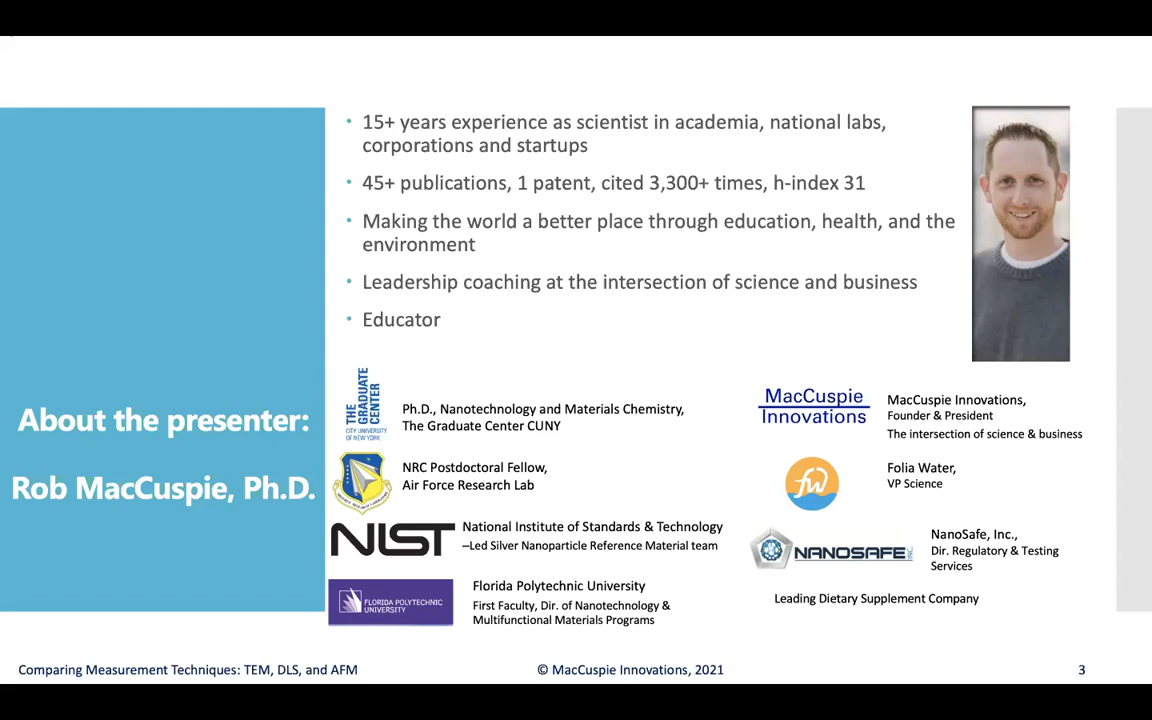 15+ years experience as scientist in academia, national labs,
corporations and startups
45+ publications, 1 patent, cited 3,300+ times, h-index 31
Making the world a better place through education, health, and the
environment
Leadership coaching at the intersection of science and business
Educator
About the presenter:
Rob MacCuspie, Ph.D.
THE
GRADUATE
CENTER
CITY UNIVERSITY
OF NEW YORK
Ph.D., Nanotechnology and Materials Chemistry,
The Graduate Center CUNY
NRC Postdoctoral Fellow,
Air Force Research Lab
NIST
National Institute of Standards & Technology
–Led Silver Nanoparticle Reference Material team
FLORIDA POLYTECHNIC
UNIVERSITY
Florida Polytechnic University
First Faculty, Dir. of Nanotechnology &
Multifunctional Materials Programs
MacCuspie
Innovations
MacCuspie Innovations,
Founder & President
The intersection of science & business
fw
Folia Water,
VP Science
NANOSAFE INC.
NanoSafe, Inc.,
Dir. Regulatory & Testing
Services
Leading Dietary Supplement Company
Comparing Measurement Techniques: TEM, DLS, and AFM
© MacCuspie Innovations, 2021
3